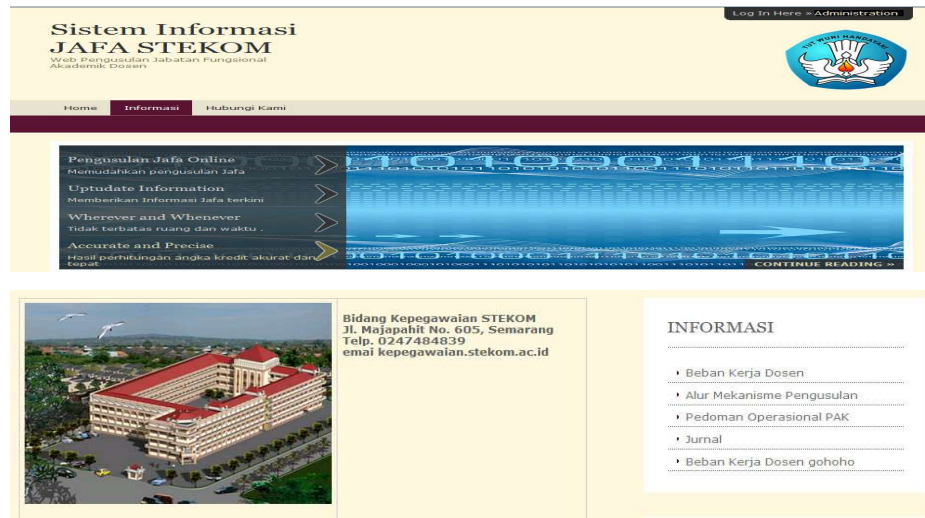 Log In Here » Administration
Sistem Informasi
JAFA STEKOM
Web Pengusulan Jabatan Fungsional
Akademik Dosen
TUT WURI HANDAYANI
Home Informasi Hubungi Kami
Pengusulan Jafa Online
Memudahkan pengusulan Jafa
Uptudate Information
Memberikan Informasi Jafa terkini
Wherever and Whenever
Tidak terbatas ruang dan waktu .
Accurate and Precise
Hasil perhitungan angka kredit akurat dan
tepat
CONTINUE READING »
Bidang Kepegawaian STEKOM
Jl. Majapahit No. 605, Semarang
Telp. 0247484839
emai kepegawaian.stekom.ac.id
INFORMASI
Beban Kerja Dosen
Alur Mekanisme Pengusulan
Pedoman Operasional PAK
Jurnal
Beban Kerja Dosen gohoho